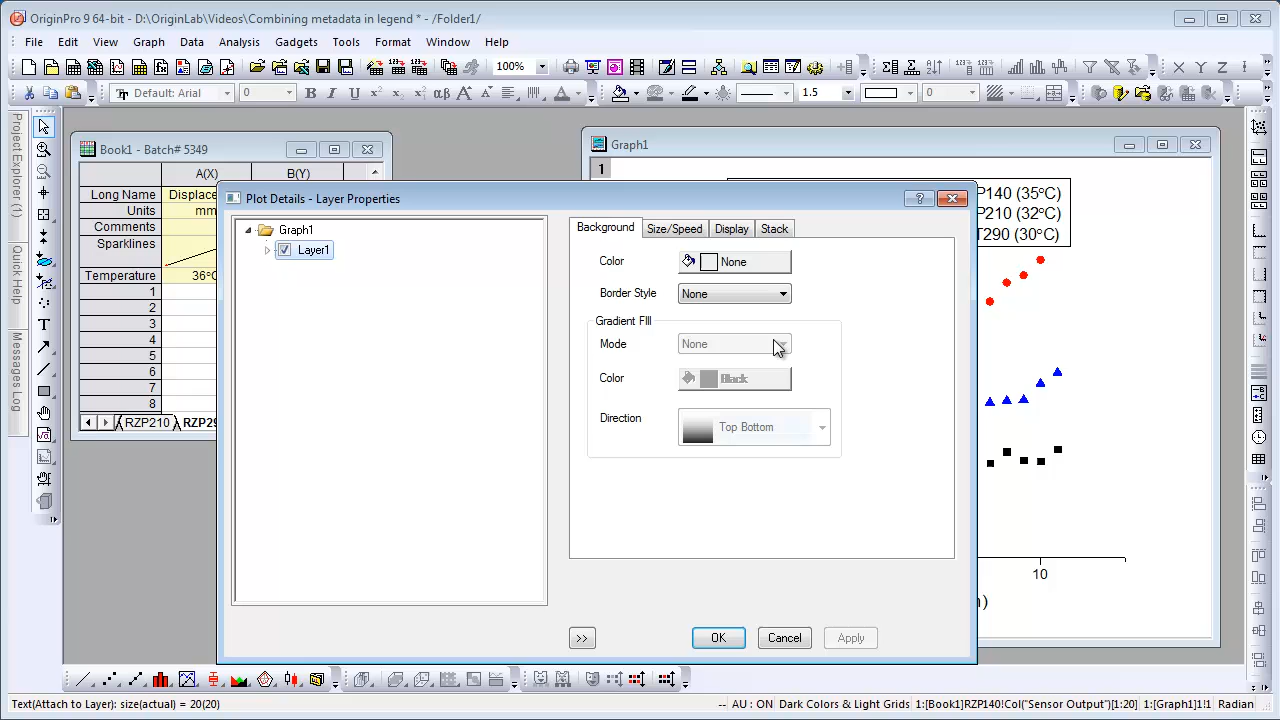 OriginPro 9 64-bit - D:\OriginLab\Videos\Combining metadata in legend * - /Folder1/
File Edit View Graph Data Analysis Gadgets Tools Format Window Help
100%
Default: Arial 0 B I U 1.5 0
Project Explorer (1)
Quick Help
Messages Log
Book1 - Batch# 5349
A(X) B(Y)
Long Name Displace
Units mm
Comments
Sparklines
Temperature 36°C
1
2
3
4
5
6
7
8
RZP210 RZP29
Graph1
1
P140 (35°C)
P210 (32°C)
T290 (30°C)
10
)
Plot Details - Layer Properties
Graph1
Layer1
Background Size/Speed Display Stack
Color None
Border Style None
Gradient Fill
Mode None
Color Black
Direction Top Bottom
>> OK Cancel Apply
Text(Attach to Layer): size(actual) = 20(20) -- AU : ON Dark Colors & Light Grids 1:[Book1]RZP140!Col("Sensor Output")[1:20] 1:[Graph1]1!1 Radian